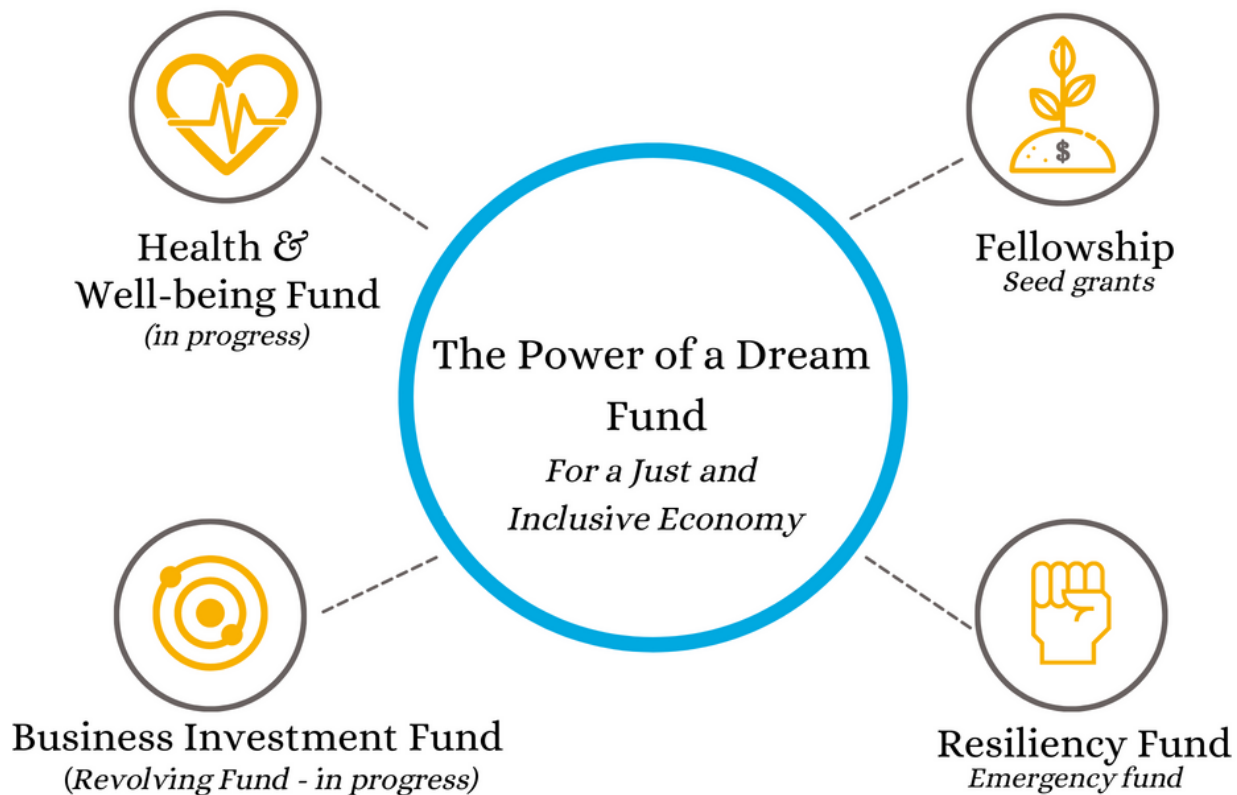 Health &
Well-being Fund
(in progress)
$
Fellowship
Seed grants
The Power of a Dream
Fund
For a Just and
Inclusive Economy
Business Investment Fund
(Revolving Fund - in progress)
Resiliency Fund
Emergency fund